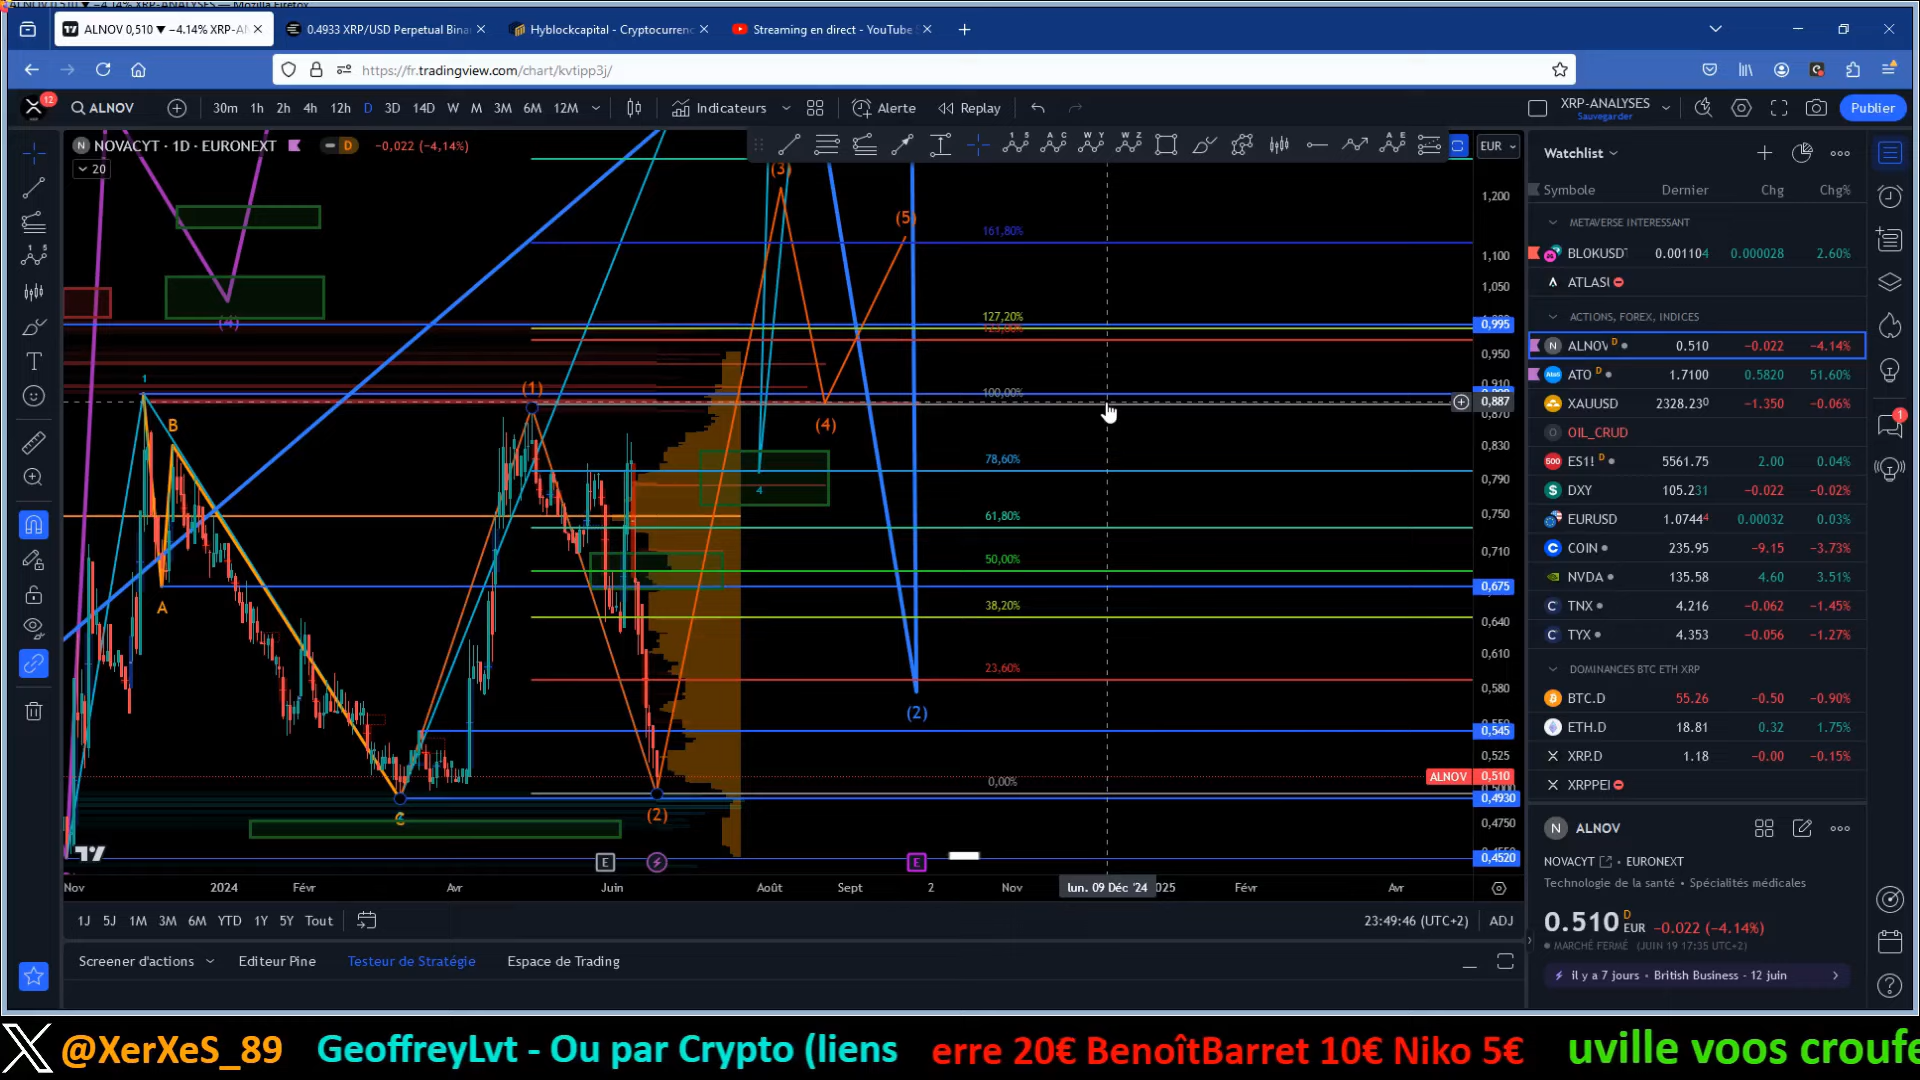 ALNOV 0,510 ▼ −4.14% XRP-AN
0.4933 XRP/USD Perpetual Bina
Hyblockcapital - Cryptocurrenc
Streaming en direct - YouTube
https://fr.tradingview.com/chart/kvtipp3j/
12
ALNOV
30m 1h 2h 4h 12h D 3D 14D W M 3M 6M 12M
Indicateurs
Alerte
Replay
XRP-ANALYSES
Sauvegarder
Publier
NOVACYT · 1D · EURONEXT
D
−0,022 (−4,14%)
20
EUR
Watchlist
Symbole Dernier Chg Chg%
METAVERSE INTERESSANT
BLOKUSDT 0.001104 0.000028 2.60%
ATLASU
ACTIONS, FOREX, INDICES
ALNOV D 0.510 −0.022 −4.14%
ATO D 1.7100 0.5820 51.60%
XAUUSD 2328.230 −1.350 −0.06%
OIL_CRUD
ES1! D 5561.75 2.00 0.04%
DXY 105.231 −0.022 −0.02%
EURUSD 1.07444 0.00032 0.03%
COIN 235.95 −9.15 −3.73%
NVDA 135.58 4.60 3.51%
TNX 4.216 −0.062 −1.45%
TYX 4.353 −0.056 −1.27%
DOMINANCES BTC ETH XRP
BTC.D 55.26 −0.50 −0.90%
ETH.D 18.81 0.32 1.75%
XRP.D 1.18 −0.00 −0.15%
XRPPEI
ALNOV
NOVACYT • EURONEXT
Technologie de la santé • Spécialités médicales
0.510 D EUR −0.022 (−4.14%)
MARCHÉ FERMÉ (JUIN 19 17:35 UTC+2)
il y a 7 jours • British Business - 12 juin
(3)
(5)
161,80%
127,20%
(4)
1
(1)
100,00%
(4)
B
78,60%
4
61,80%
50,00%
A
38,20%
23,60%
(2)
0,00%
(2)
C
E
E
1,200
1,100
1,050
0,995
0,950
0,910
0,887
0,870
0,830
0,790
0,750
0,710
0,675
0,640
0,610
0,580
0,545
0,525
ALNOV 0,510
0,4930
0,4750
0,4520
Nov 2024 Févr Avr Juin Août Sept 2 Nov lun. 09 Déc '24 025 Févr Avr
1J 5J 1M 3M 6M YTD 1Y 5Y Tout
23:49:46 (UTC+2) ADJ
Screener d'actions
Editeur Pine
Testeur de Stratégie
Espace de Trading
@XerXeS_89 GeoffreyLvt - Ou par Crypto (liens erre 20€ BenoîtBarret 10€ Niko 5€ uville voos croufe